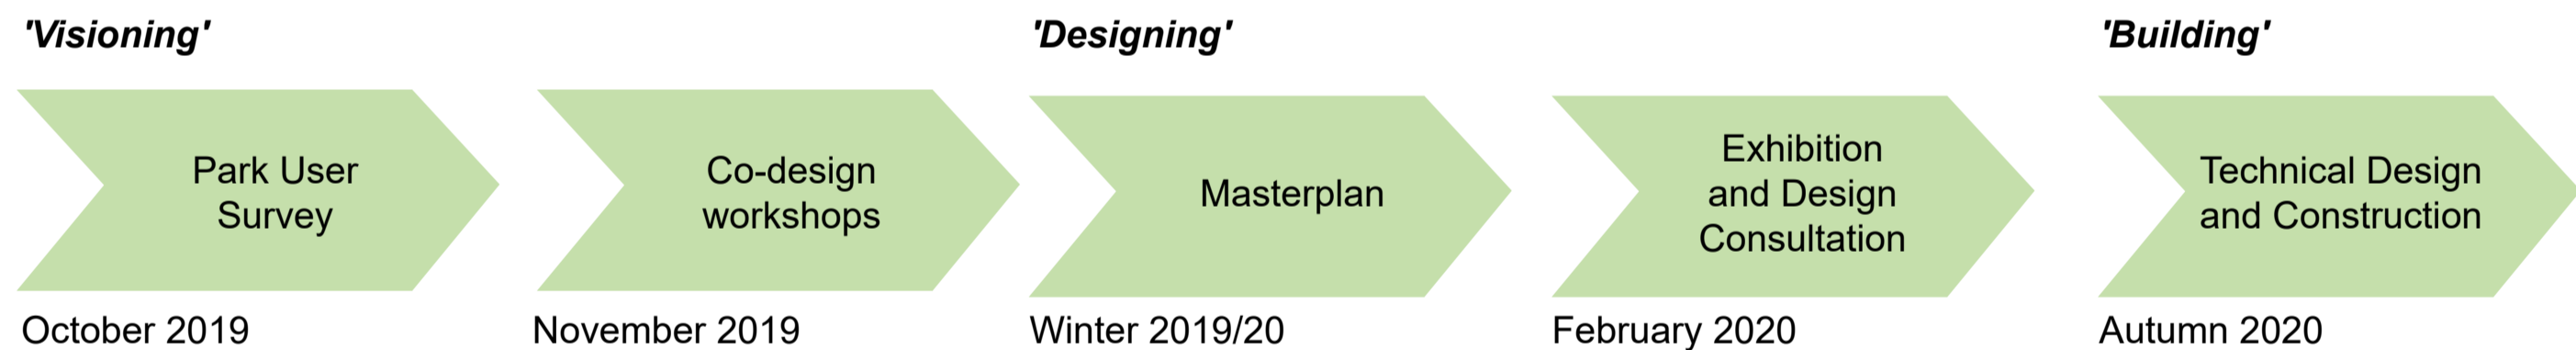 'Visioning'
'Designing'
'Building'
Park User
Survey
Co-design
workshops
Masterplan
Exhibition
and Design
Consultation
Technical Design
and Construction
October 2019
November 2019
Winter 2019/20
February 2020
Autumn 2020